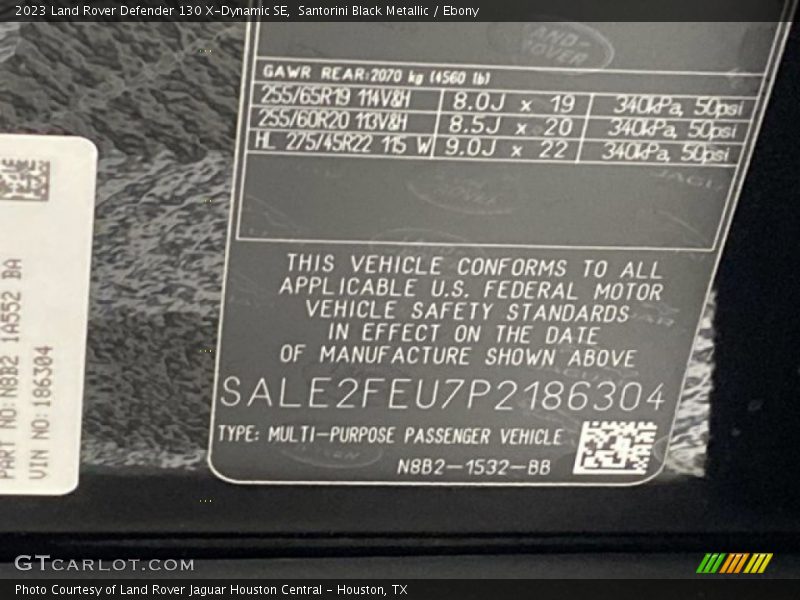 2023 Land Rover Defender 130 X-Dynamic SE,  Santorini Black Metallic / Ebony
LAND-
ROVER
GAWR REAR:2070 kg (4560 lb)
255/65R19 114V&H 8.0J x 19 340kPa, 50psi
255/60R20 113V&H 8.5J x 20 340kPa, 50psi
HL 275/45R22 115 W 9.0J x 22 340kPa, 50psi
THIS VEHICLE CONFORMS TO ALL
APPLICABLE U.S. FEDERAL MOTOR
VEHICLE SAFETY STANDARDS
IN EFFECT ON THE DATE
OF MANUFACTURE SHOWN ABOVE
SALE2FEU7P2186304
TYPE: MULTI-PURPOSE PASSENGER VEHICLE
N8B2-1532-BB
PART NO:N8B2 1A552 BA
VIN NO:186304
GTCARLOT.COM
Photo Courtesy of Land Rover Jaguar Houston Central - Houston, TX